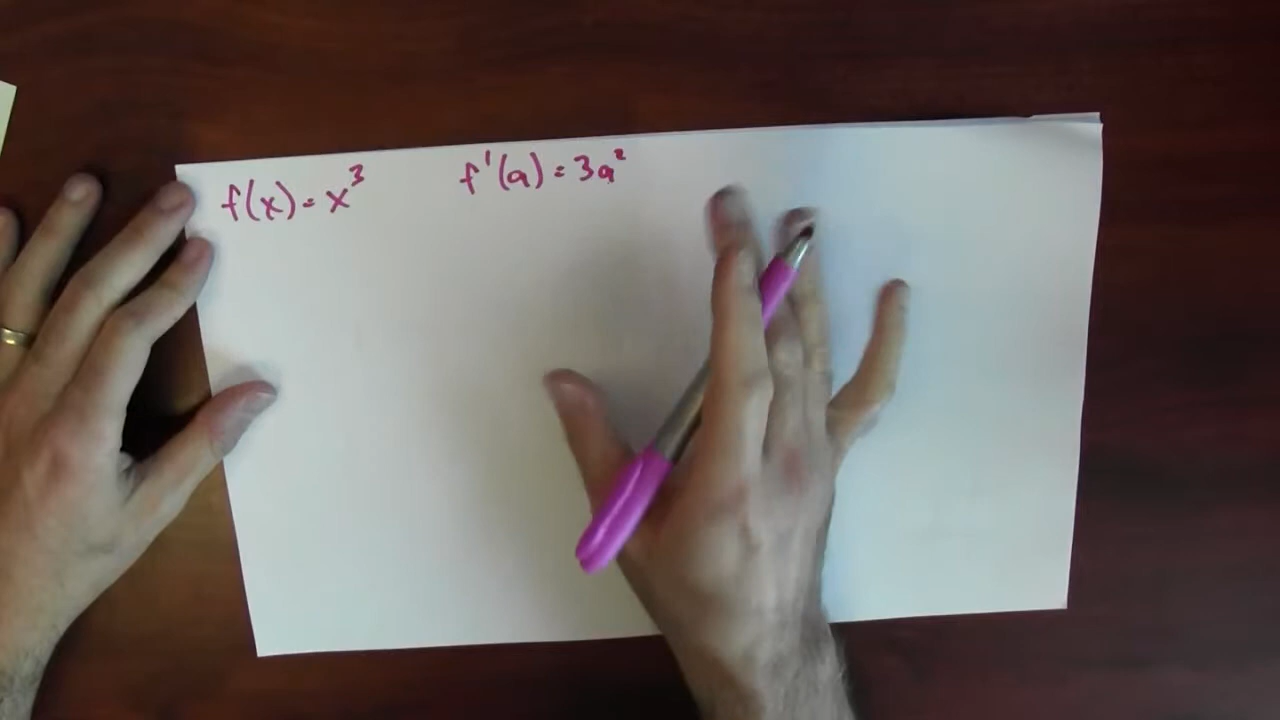 f(x) = x³ f'(a) = 3a²